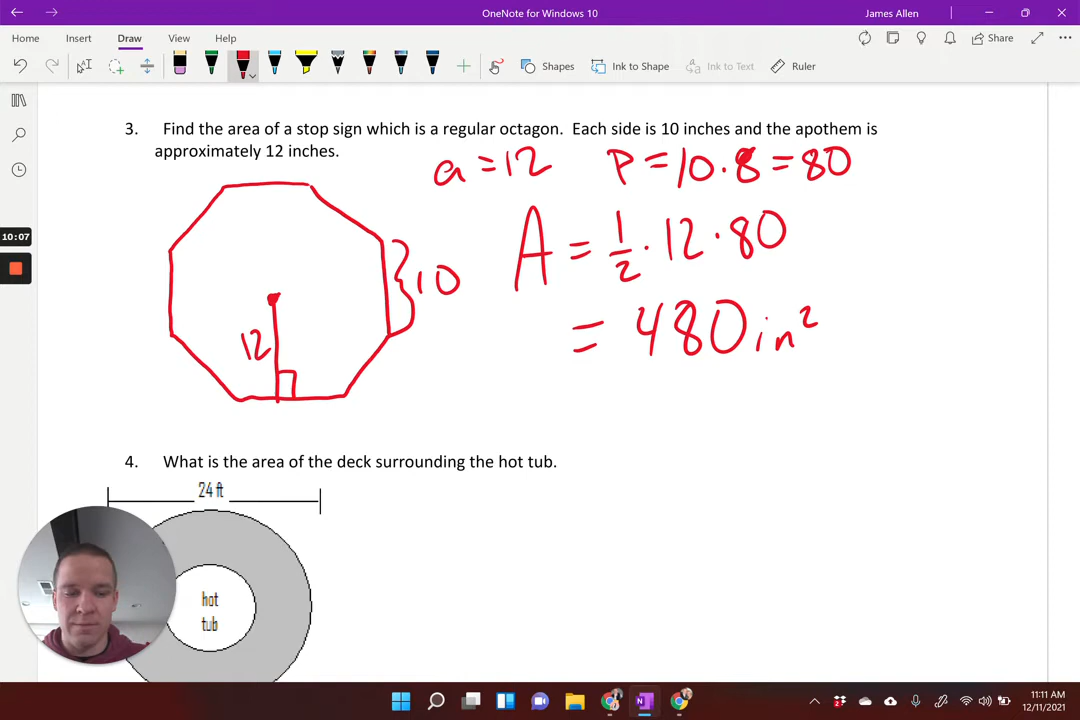 OneNote for Windows 10
James Allen
Home Insert Draw View Help
Share
Shapes Ink to Shape Ink to Text Ruler
10:07
3. Find the area of a stop sign which is a regular octagon. Each side is 10 inches and the apothem is
approximately 12 inches.
a = 12 P = 10 · 8 = 80
A = 1/2 · 12 · 80
= 480 in²
10
12
4. What is the area of the deck surrounding the hot tub.
24 ft
hot
tub
11:11 AM
12/11/2021